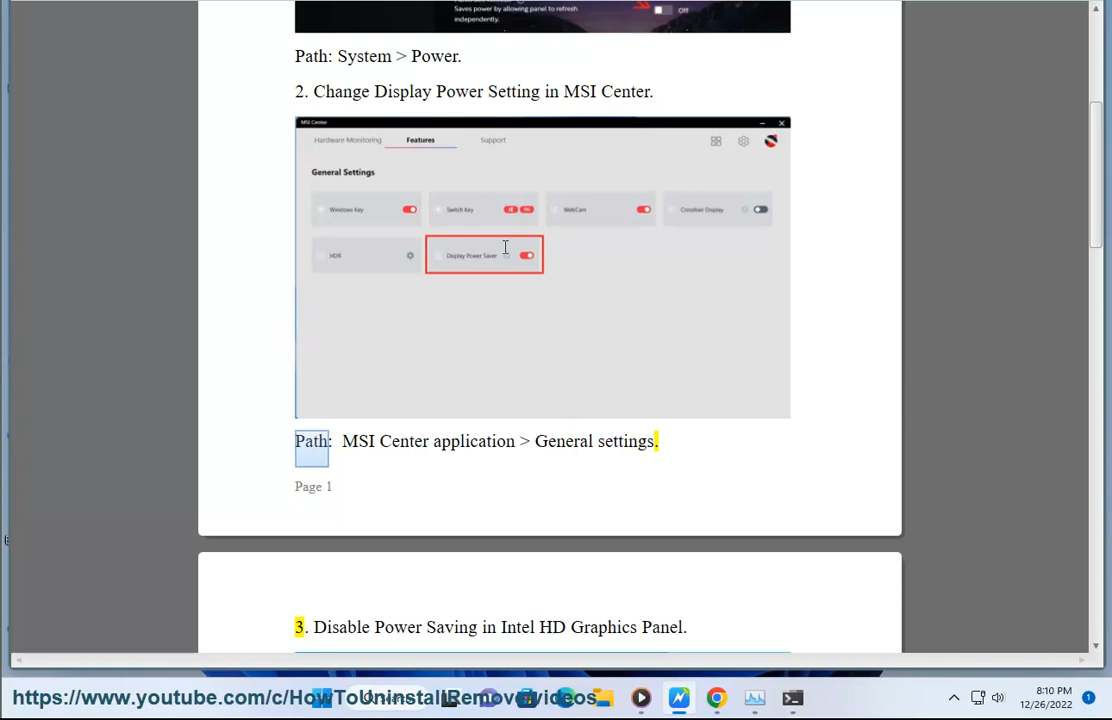 Saves power by allowing panel to refresh
independently.
Off
Path: System > Power.
2. Change Display Power Setting in MSI Center.
MSI Center
Hardware Monitoring Features Support
General Settings
Windows Key Switch Key WebCam Crosshair Display
HDR Display Power Saver
Path: MSI Center application > General settings.
Page 1
3. Disable Power Saving in Intel HD Graphics Panel.
https://www.youtube.com/c/HowToUninstallRemovevideos
8:10 PM
12/26/2022
1